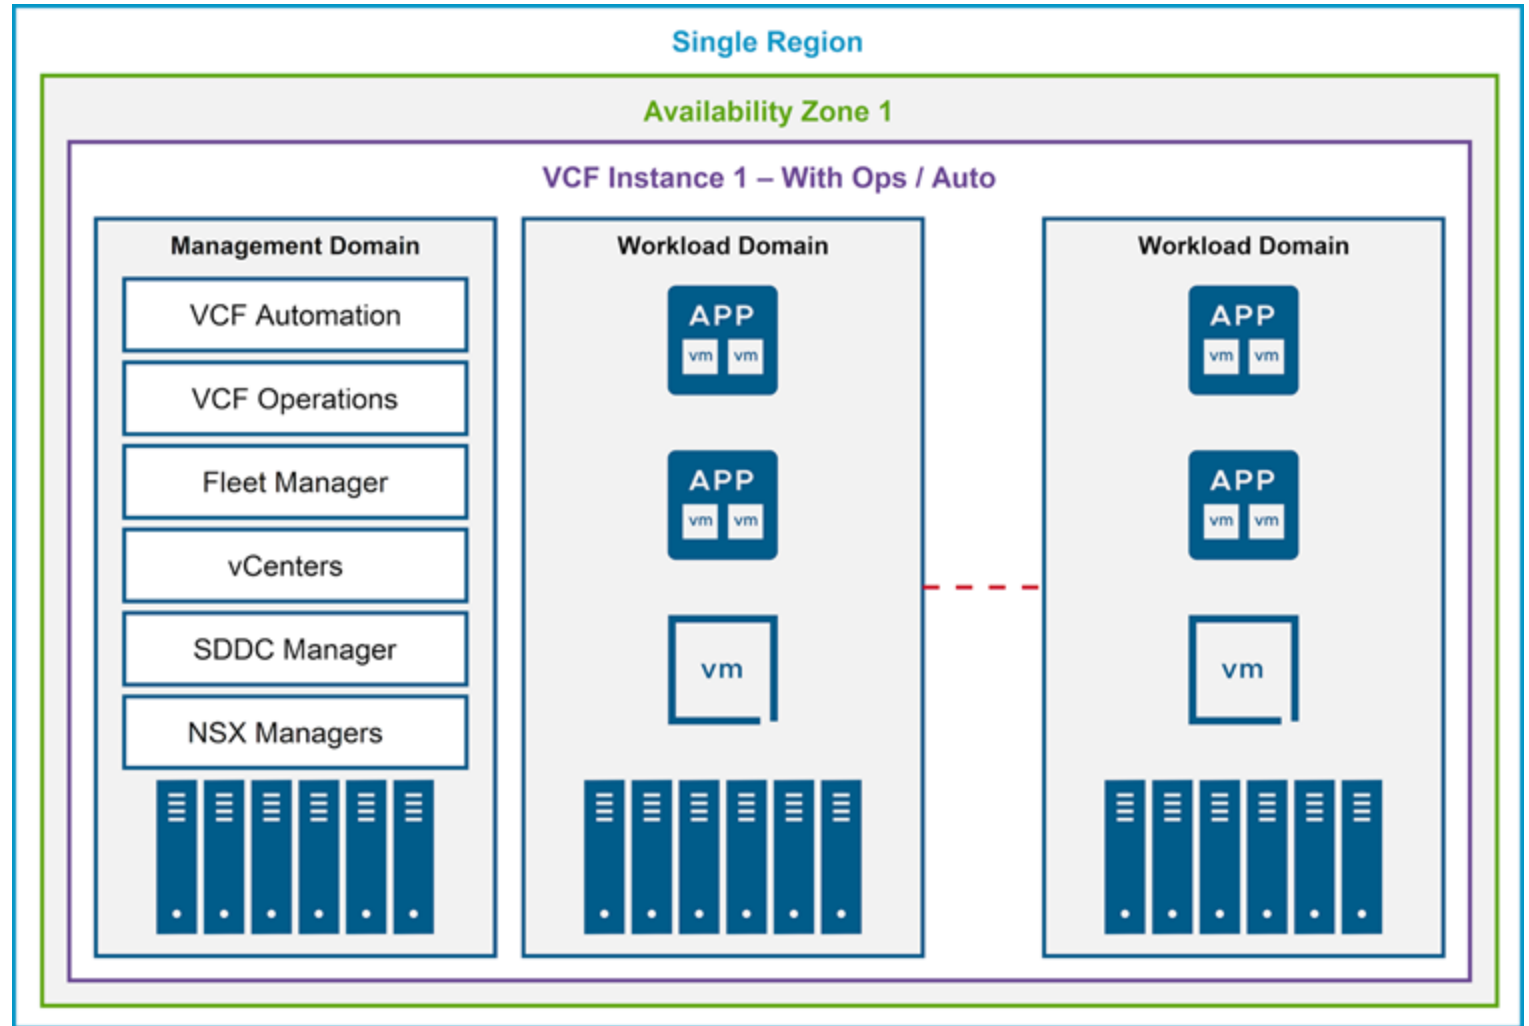 Single Region
Availability Zone 1
VCF Instance 1 – With Ops / Auto
Management Domain
VCF Automation
VCF Operations
Fleet Manager
vCenters
SDDC Manager
NSX Managers
Workload Domain
APP
vm vm
APP
vm vm
vm
Workload Domain
APP
vm vm
APP
vm vm
vm